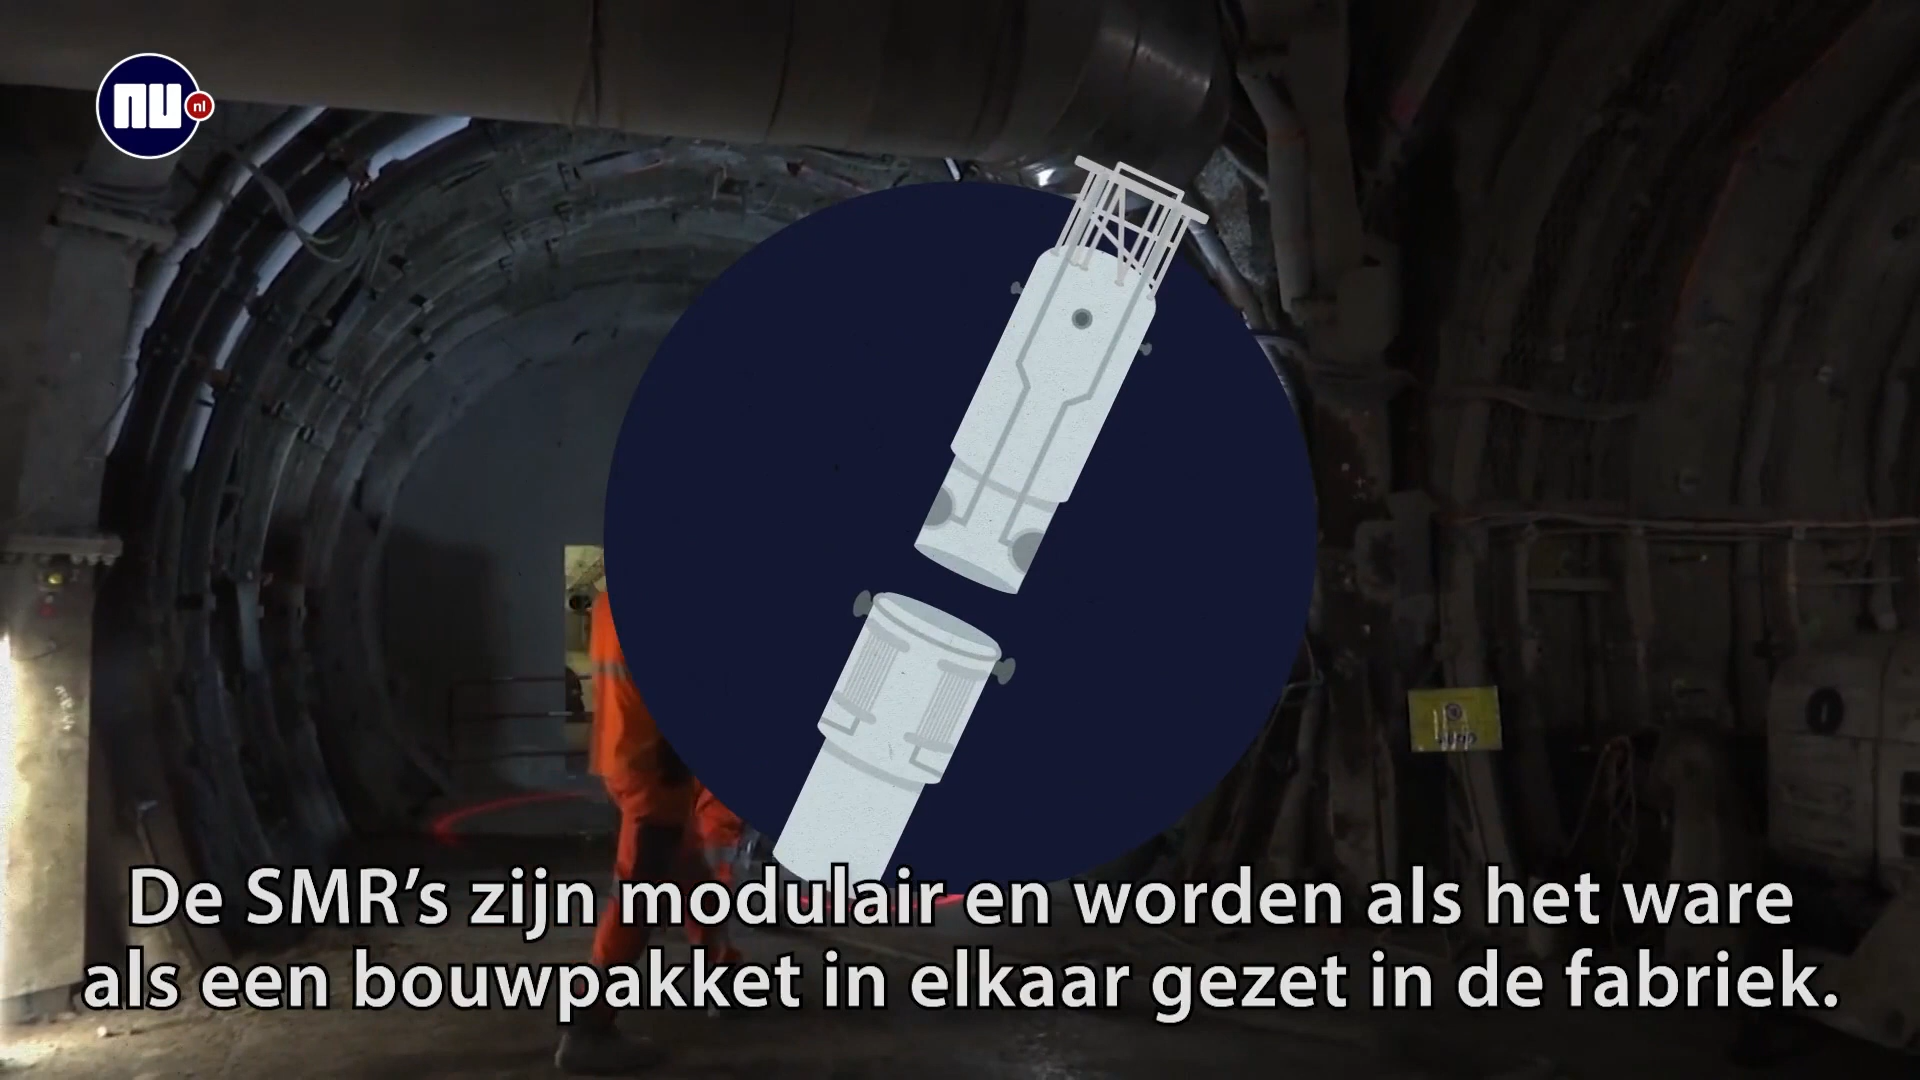 NU
nl
De SMR’s zijn modulair en worden als het ware
als een bouwpakket in elkaar gezet in de fabriek.